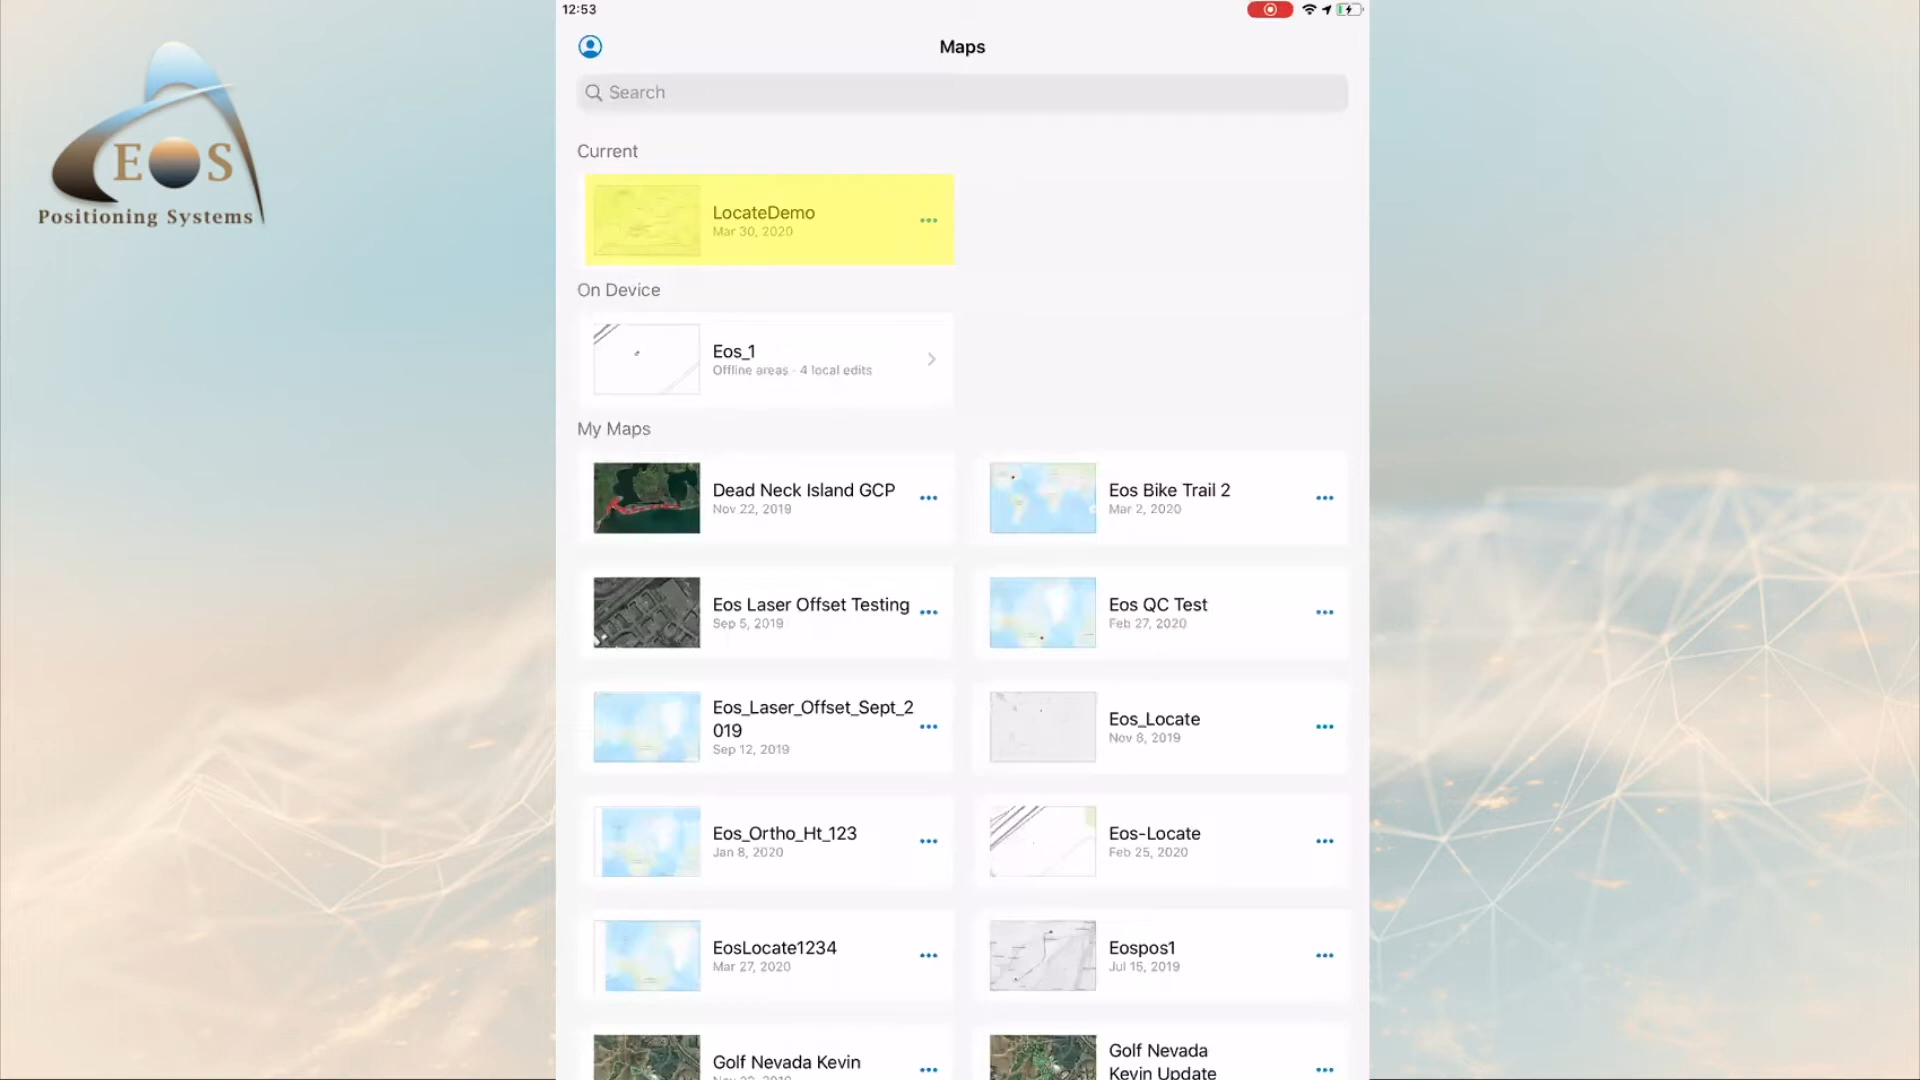 12:53
Maps
EOS
Positioning Systems
Search
Current
LocateDemo
Mar 30, 2020
On Device
Eos_1
Offline areas - 4 local edits
My Maps
Dead Neck Island GCP
Nov 22, 2019
Eos Bike Trail 2
Mar 2, 2020
Eos Laser Offset Testing
Sep 5, 2019
Eos QC Test
Feb 27, 2020
Eos_Laser_Offset_Sept_2
019
Sep 12, 2019
Eos_Locate
Nov 8, 2019
Eos_Ortho_Ht_123
Jan 8, 2020
Eos-Locate
Feb 25, 2020
EosLocate1234
Mar 27, 2020
Eospos1
Jul 15, 2019
Golf Nevada Kevin
Golf Nevada
Kevin Update